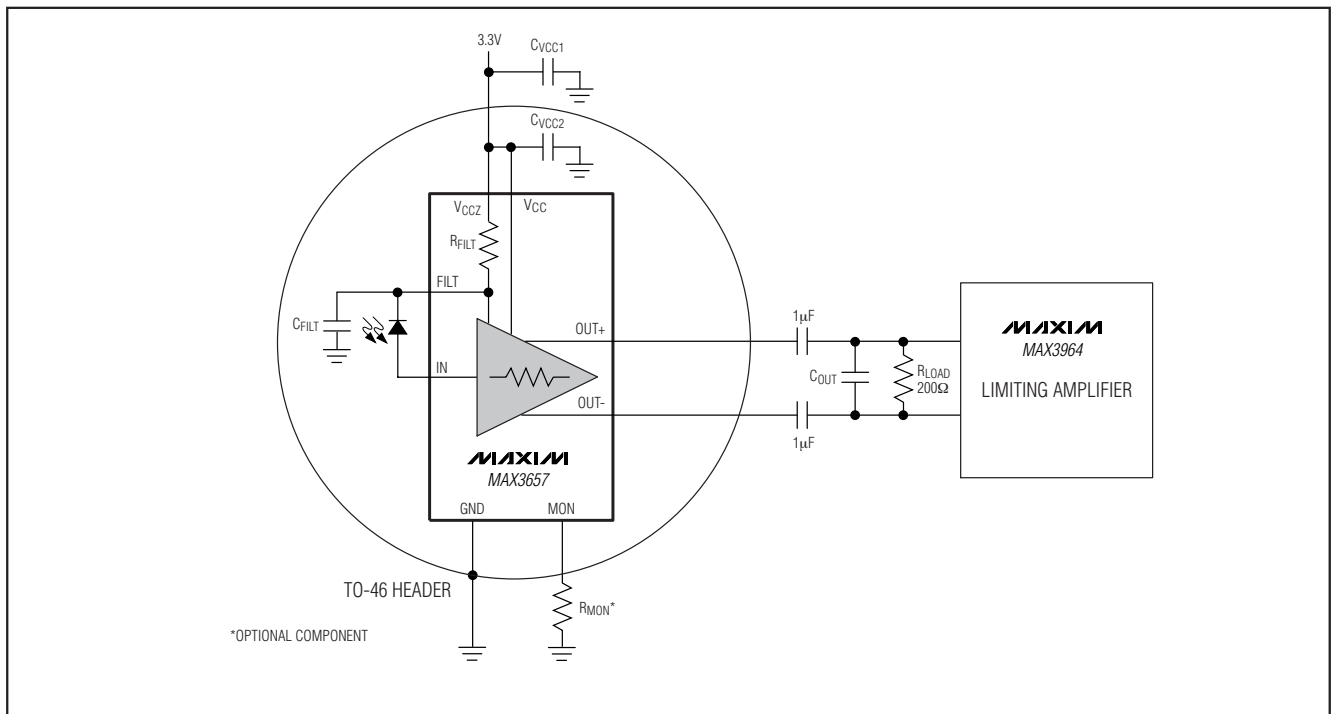 3.3V
CVCC1
CVCC2
VCCZ
VCC
RFILT
FILT
CFILT
IN
OUT+
OUT-
1μF
1μF
COUT
RLOAD
200Ω
MAXIM
MAX3964
LIMITING AMPLIFIER
MAXIM
MAX3657
GND
MON
TO-46 HEADER
RMON*
*OPTIONAL COMPONENT